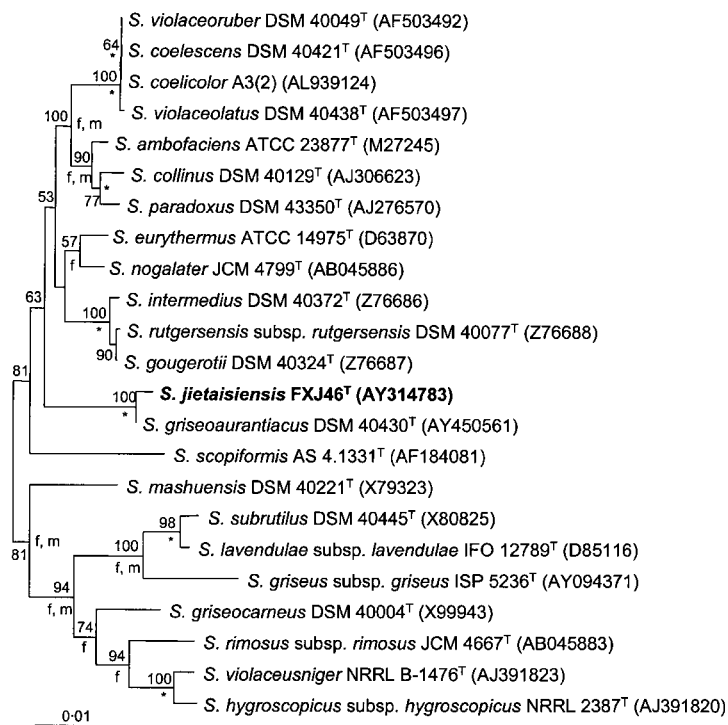 S. violaceoruber DSM 40049ᵀ (AF503492)
64
* S. coelescens DSM 40421ᵀ (AF503496)
100
* S. coelicolor A3(2) (AL939124)
S. violaceolatus DSM 40438ᵀ (AF503497)
100 f, m
S. ambofaciens ATCC 23877ᵀ (M27245)
90
f, m
* S. collinus DSM 40129ᵀ (AJ306623)
77
53
S. paradoxus DSM 43350ᵀ (AJ276570)
57 S. eurythermus ATCC 14975ᵀ (D63870)
f
S. nogalater JCM 4799ᵀ (AB045886)
63
S. intermedius DSM 40372ᵀ (Z76686)
100
*
S. rutgersensis subsp. rutgersensis DSM 40077ᵀ (Z76688)
90
S. gougerotii DSM 40324ᵀ (Z76687)
81
100 S. jietaisiensis FXJ46ᵀ (AY314783)
*
S. griseoaurantiacus DSM 40430ᵀ (AY450561)
S. scopiformis AS 4.1331ᵀ (AF184081)
S. mashuensis DSM 40221ᵀ (X79323)
81 f, m
98 S. subrutilus DSM 40445ᵀ (X80825)
*
100
f, m
S. lavendulae subsp. lavendulae IFO 12789ᵀ (D85116)
94
f, m
S. griseus subsp. griseus ISP 5236ᵀ (AY094371)
74
f
S. griseocarneus DSM 40004ᵀ (X99943)
94
f
S. rimosus subsp. rimosus JCM 4667ᵀ (AB045883)
100 S. violaceusniger NRRL B-1476ᵀ (AJ391823)
*
S. hygroscopicus subsp. hygroscopicus NRRL 2387ᵀ (AJ391820)
0·01